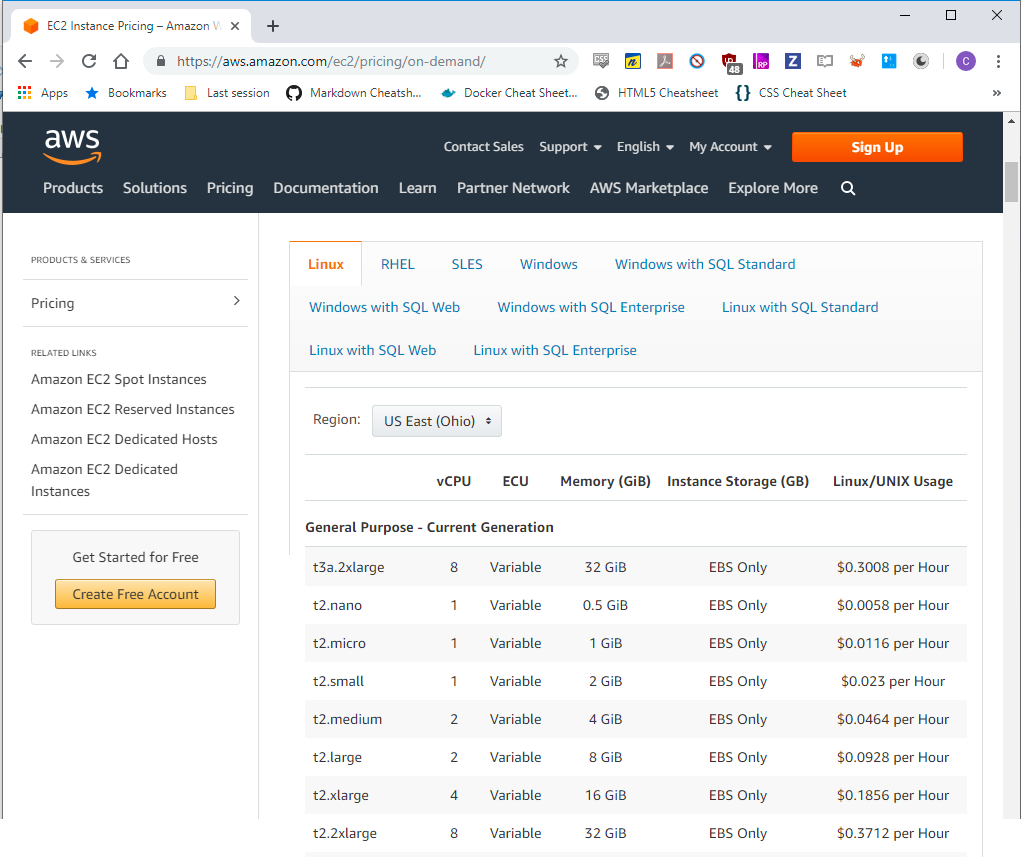 EC2 Instance Pricing – Amazon W
https://aws.amazon.com/ec2/pricing/on-demand/
48
RP
Z
C
Apps Bookmarks Last session Markdown Cheatsh... Docker Cheat Sheet... HTML5 Cheatsheet {} CSS Cheat Sheet »
aws
Contact Sales Support English My Account Sign Up
Products Solutions Pricing Documentation Learn Partner Network AWS Marketplace Explore More
PRODUCTS & SERVICES
Pricing
RELATED LINKS
Amazon EC2 Spot Instances
Amazon EC2 Reserved Instances
Amazon EC2 Dedicated Hosts
Amazon EC2 Dedicated
Instances
Get Started for Free
Create Free Account
Linux RHEL SLES Windows Windows with SQL Standard
Windows with SQL Web Windows with SQL Enterprise Linux with SQL Standard
Linux with SQL Web Linux with SQL Enterprise
Region: US East (Ohio)
vCPU ECU Memory (GiB) Instance Storage (GB) Linux/UNIX Usage
General Purpose - Current Generation
t3a.2xlarge 8 Variable 32 GiB EBS Only $0.3008 per Hour
t2.nano 1 Variable 0.5 GiB EBS Only $0.0058 per Hour
t2.micro 1 Variable 1 GiB EBS Only $0.0116 per Hour
t2.small 1 Variable 2 GiB EBS Only $0.023 per Hour
t2.medium 2 Variable 4 GiB EBS Only $0.0464 per Hour
t2.large 2 Variable 8 GiB EBS Only $0.0928 per Hour
t2.xlarge 4 Variable 16 GiB EBS Only $0.1856 per Hour
t2.2xlarge 8 Variable 32 GiB EBS Only $0.3712 per Hour